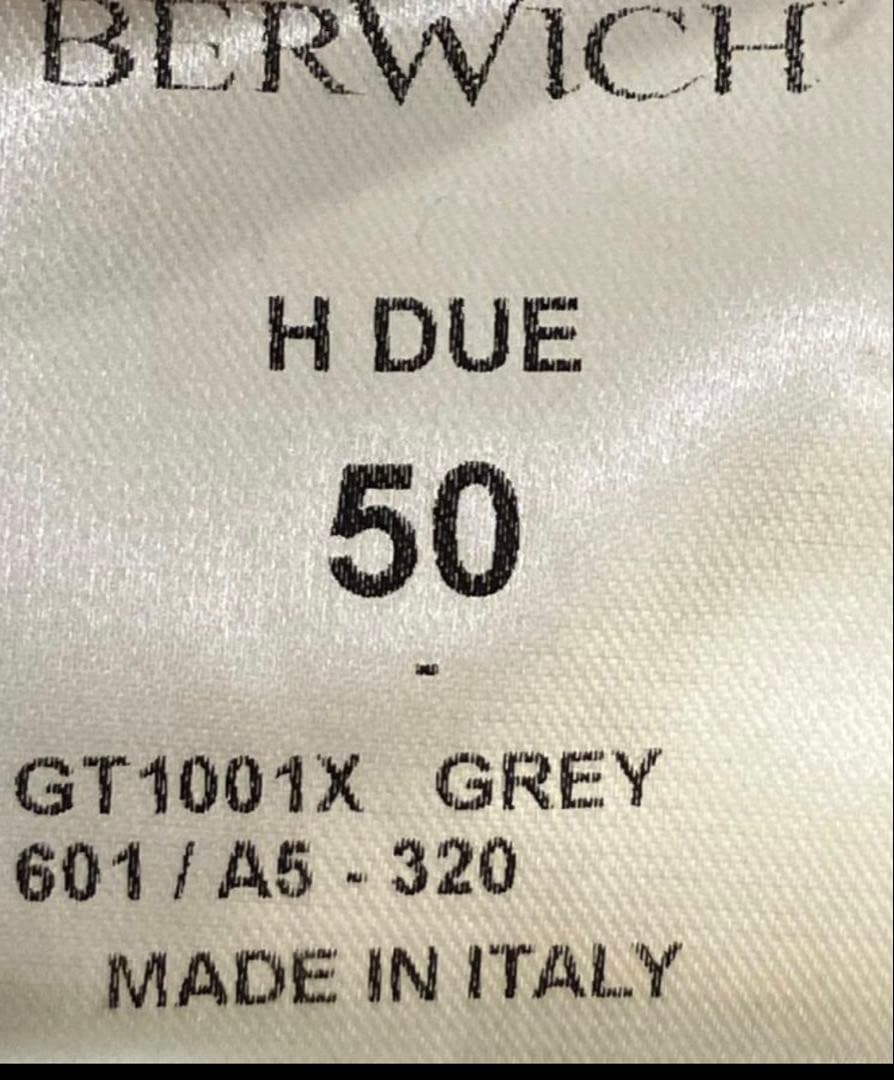 BERWICH
H DUE
50
-
GT1001X GREY
601 / A5 - 320
MADE IN ITALY